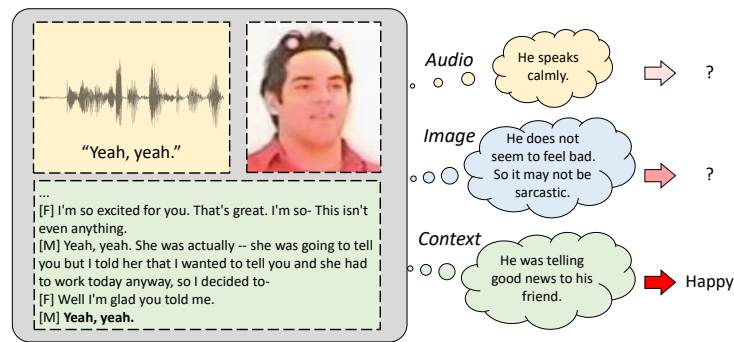 “Yeah, yeah.”
...
[F] I'm so excited for you. That's great. I'm so- This isn't
even anything.
[M] Yeah, yeah. She was actually -- she was going to tell
you but I told her that I wanted to tell you and she had
to work today anyway, so I decided to-
[F] Well I'm glad you told me.
[M] Yeah, yeah.
Audio
He speaks
calmly.
?
Image
He does not
seem to feel bad.
So it may not be
sarcastic.
?
Context
He was telling
good news to his
friend.
Happy